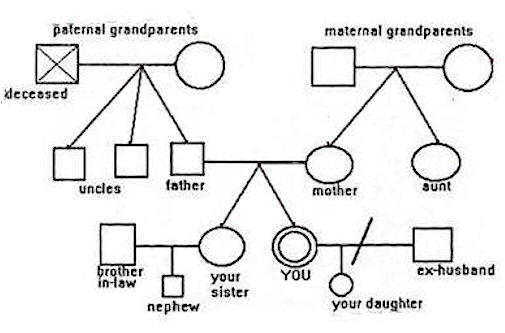 paternal grandparents
maternal grandparents
deceased
uncles
father
mother
aunt
brother
in-law
nephew
your
sister
YOU
your daughter
ex-husband